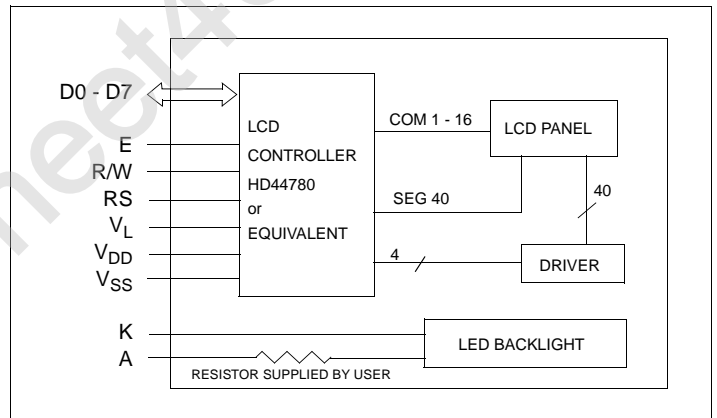 D0 - D7
E
R/W
RS
VL
VDD
VSS
K
A
LCD
CONTROLLER
HD44780
or
EQUIVALENT
COM 1 - 16
LCD PANEL
SEG 40
40
4
DRIVER
LED BACKLIGHT
RESISTOR SUPPLIED BY USER